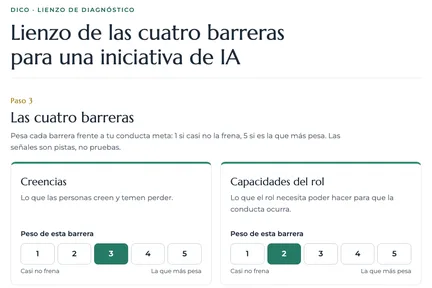 DICO · LIENZO DE DIAGNÓSTICO
Lienzo de las cuatro barreras
para una iniciativa de IA
Paso 3
Las cuatro barreras
Pesa cada barrera frente a tu conducta meta: 1 si casi no la frena, 5 si es la que más pesa. Las
señales son pistas, no pruebas.
Creencias
Lo que las personas creen y temen perder.
Peso de esta barrera
1 2 3 4 5
Casi no frena La que más pesa
Capacidades del rol
Lo que el rol necesita poder hacer para que la
conducta ocurra.
Peso de esta barrera
1 2 3 4 5
Casi no frena La que más pesa